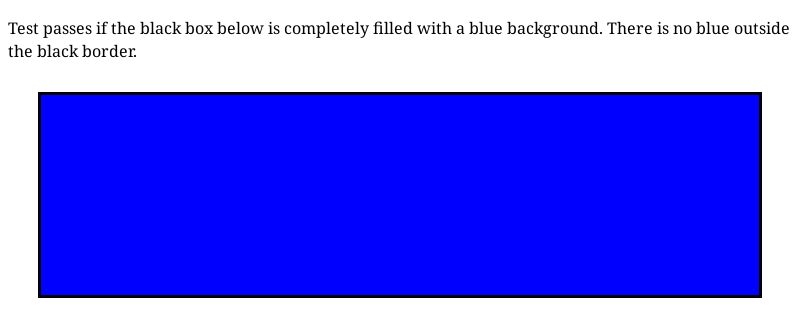 Test passes if the black box below is completely filled with a blue background. There is no blue outside
the black border.